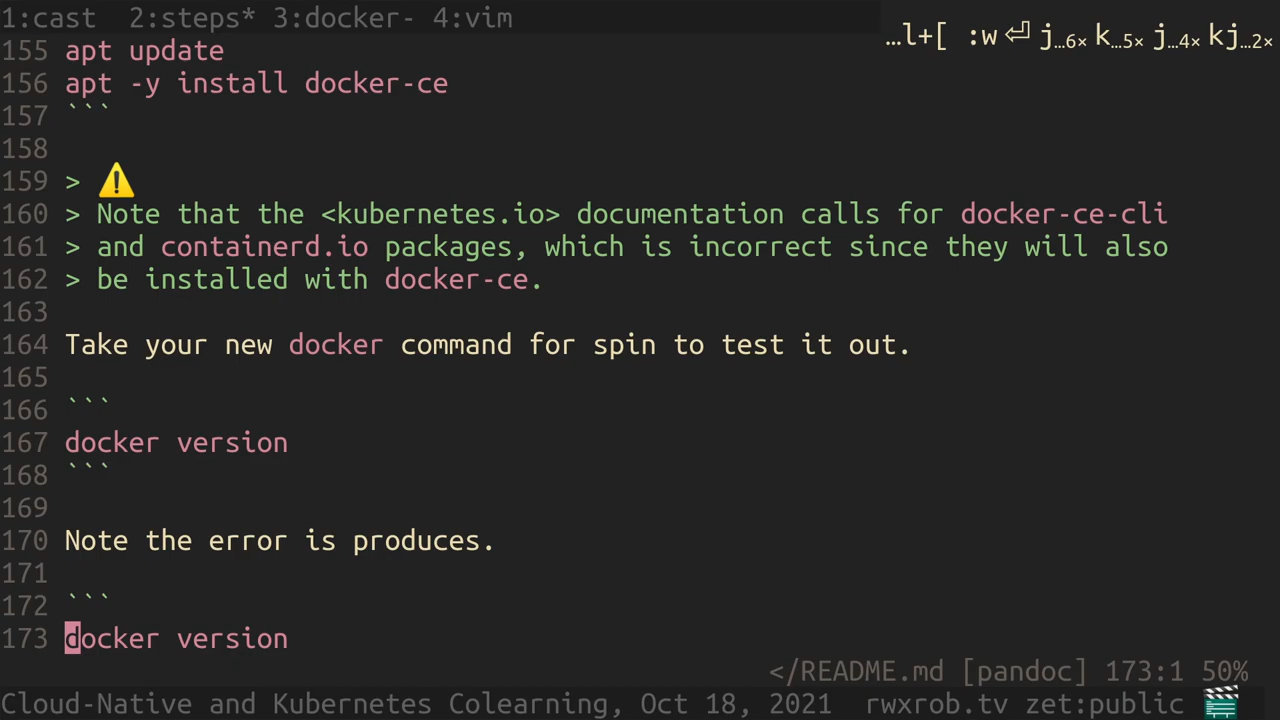 1:cast  2:steps* 3:docker- 4:vim
…l+[ :w⏎ j…6× k…5× j…4× kj…2×
155 apt update
156 apt -y install docker-ce
157 ```
158
159 > ⚠️
160 > Note that the <kubernetes.io> documentation calls for docker-ce-cli
161 > and containerd.io packages, which is incorrect since they will also
162 > be installed with docker-ce.
163
164 Take your new docker command for spin to test it out.
165
166 ```
167 docker version
168 ```
169
170 Note the error is produces.
171
172 ```
173 docker version
</README.md [pandoc] 173:1 50%
Cloud-Native and Kubernetes Colearning, Oct 18, 2021  rwxrob.tv zet:public 🎬